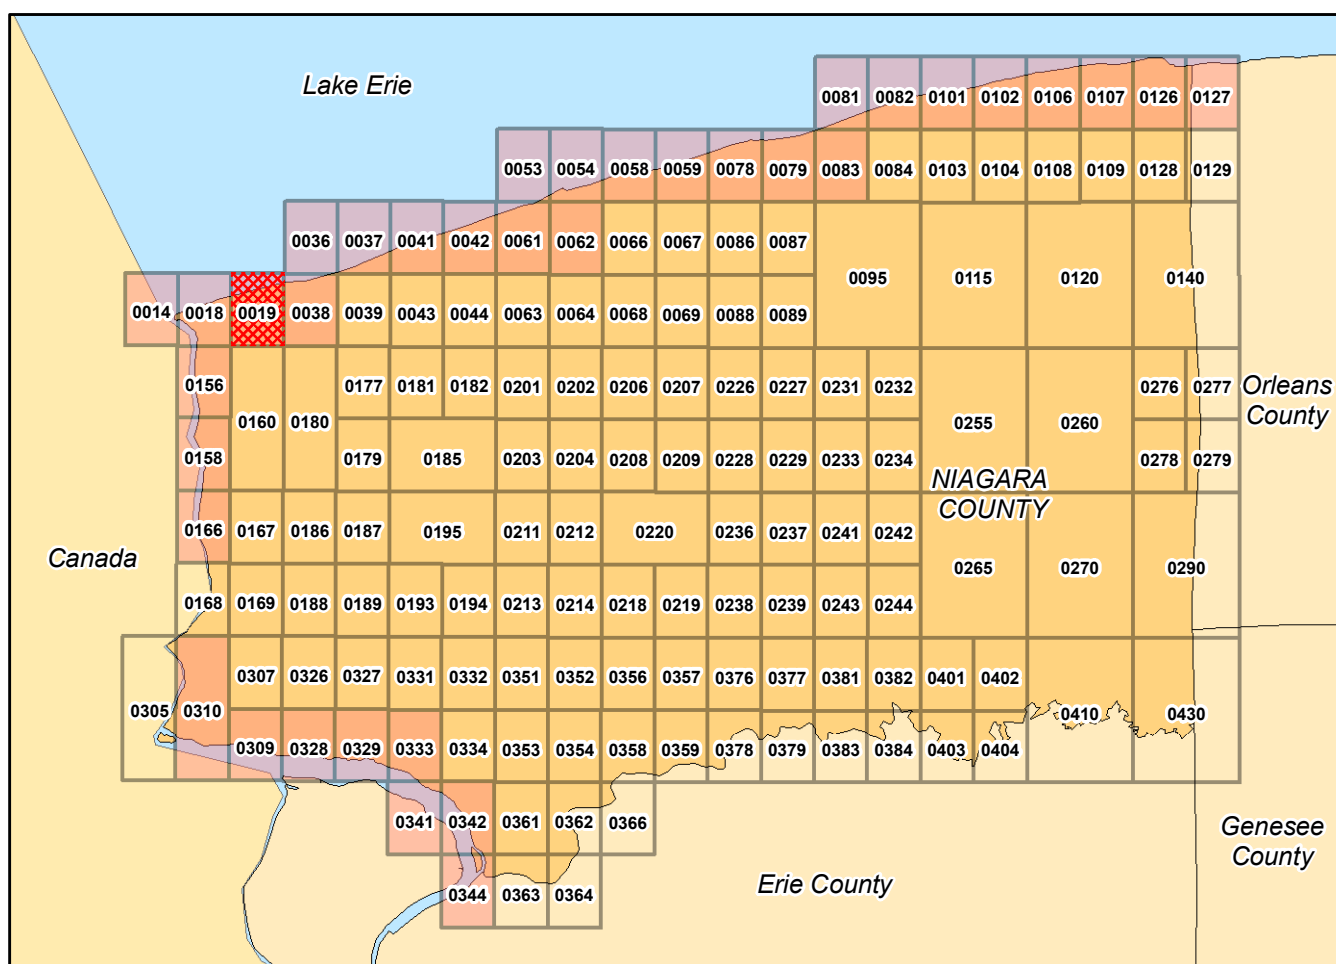 Lake Erie
0081 0082 0101 0102 0106 0107 0126 0127
0053 0054 0058 0059 0078 0079 0083 0084 0103 0104 0108 0109 0128 0129
0036 0037 0041 0042 0061 0062 0066 0067 0086 0087
0095 0115 0120 0140
0014 0018 0019 0038 0039 0043 0044 0063 0064 0068 0069 0088 0089
0156 0177 0181 0182 0201 0202 0206 0207 0226 0227 0231 0232 0276 0277
Orleans
County
0160 0180 0255 0260
0158 0179 0185 0203 0204 0208 0209 0228 0229 0233 0234 0278 0279
NIAGARA
COUNTY
0166 0167 0186 0187 0195 0211 0212 0220 0236 0237 0241 0242
Canada
0265 0270 0290
0168 0169 0188 0189 0193 0194 0213 0214 0218 0219 0238 0239 0243 0244
0307 0326 0327 0331 0332 0351 0352 0356 0357 0376 0377 0381 0382 0401 0402
0305 0310 0410 0430
0309 0328 0329 0333 0334 0353 0354 0358 0359 0378 0379 0383 0384 0403 0404
0341 0342 0361 0362 0366
Genesee
County
Erie County
0344 0363 0364